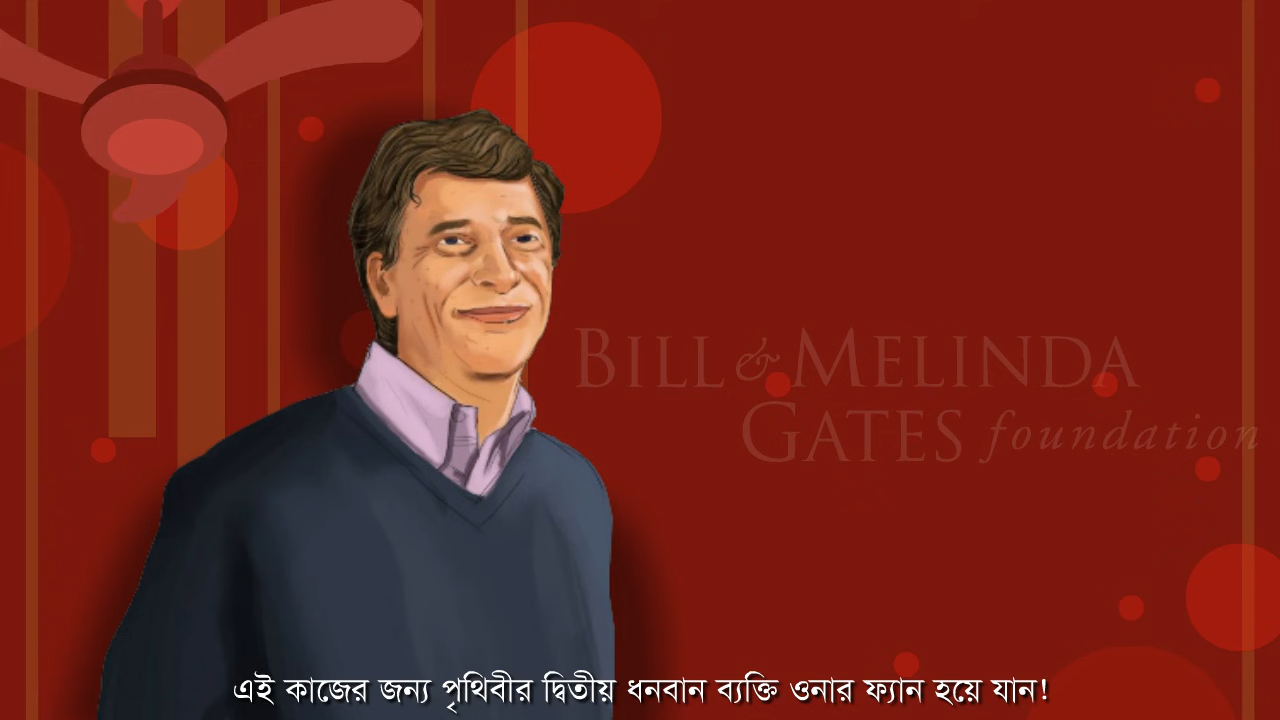 BILL & MELINDA
GATES foundation
এই কাজের জন্য পৃথিবীর দ্বিতীয় ধনবান ব্যক্তি ওনার ফ্যান হয়ে যান!